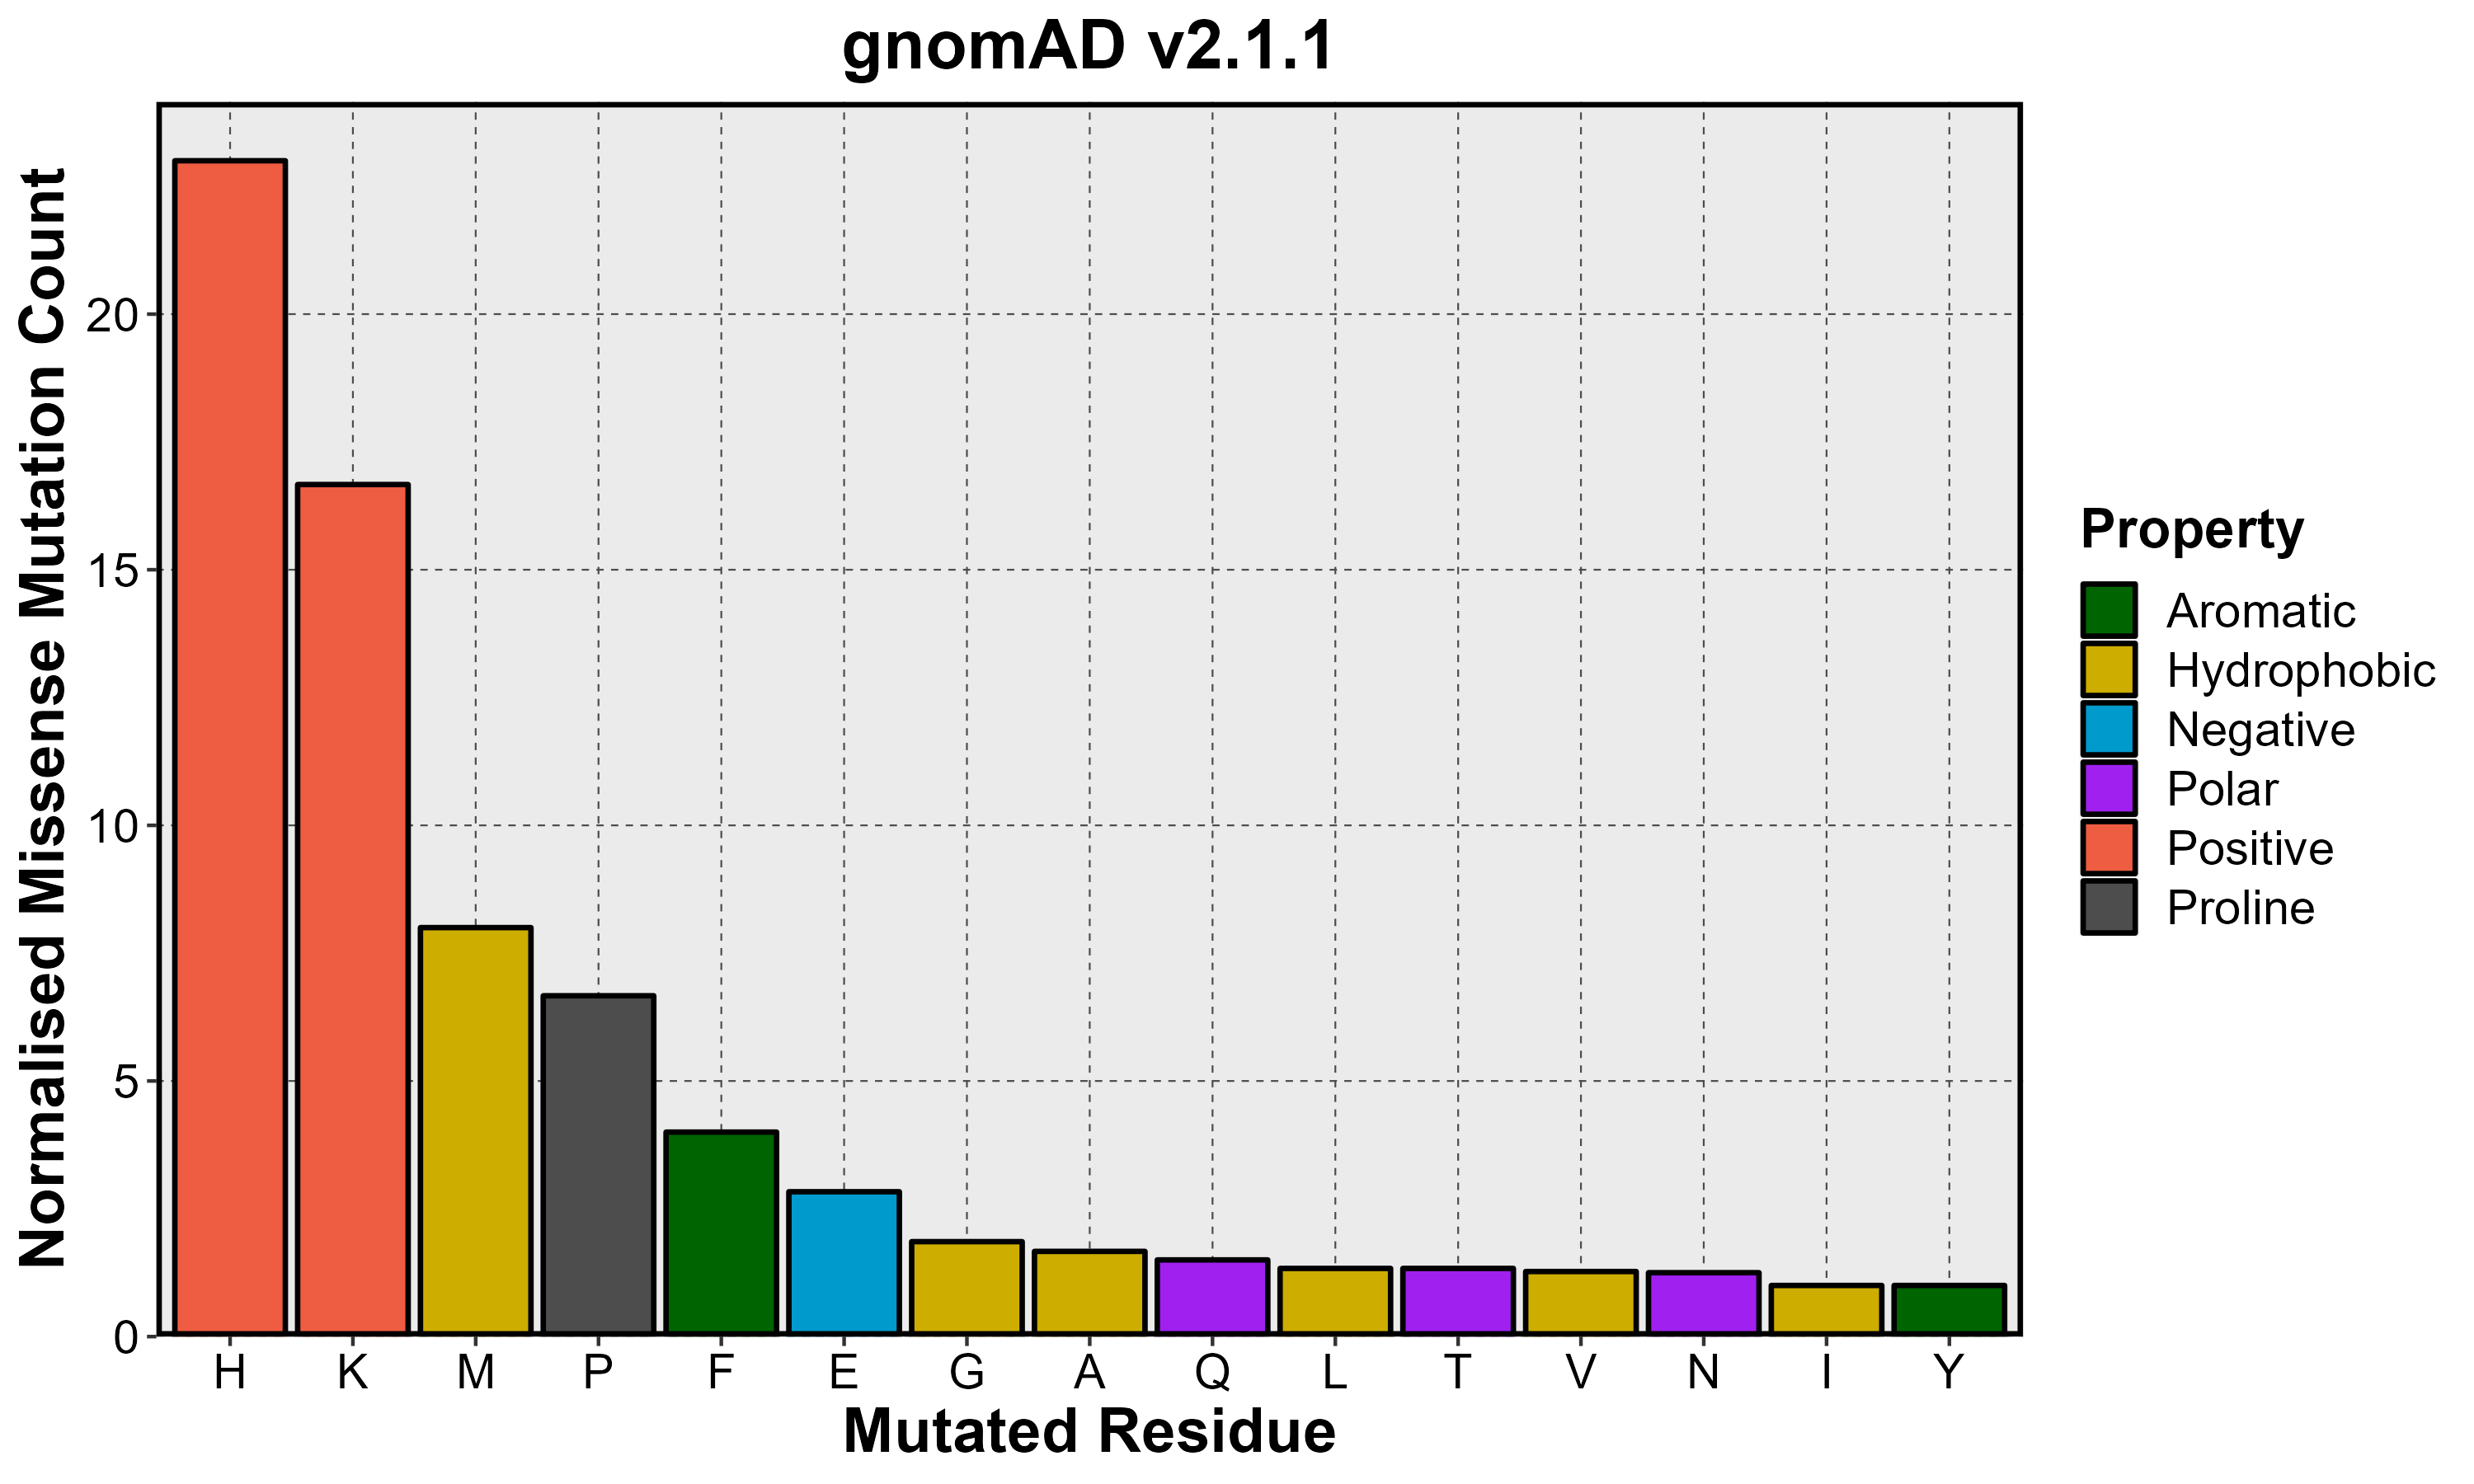 gnomAD v2.1.1
Normalised Missense Mutation Count
20
15
10
5
0
H K M P F E G A Q L T V N I Y
Mutated Residue
Property
Aromatic
Hydrophobic
Negative
Polar
Positive
Proline